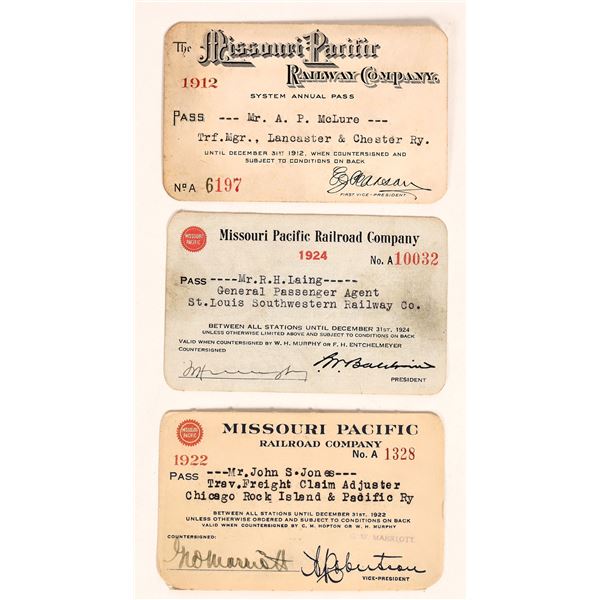 The Missouri Pacific
Railway Company.
1912
SYSTEM ANNUAL PASS
PASS --- Mr. A. P. McLure ---
Trf.Mgr., Lancaster & Chester Ry.
UNTIL DECEMBER 31ST 1912, WHEN COUNTERSIGNED AND
SUBJECT TO CONDITIONS ON BACK
No A 6197
FIRST VICE-PRESIDENT
MISSOURI PACIFIC
Missouri Pacific Railroad Company
1924
No. A10032
PASS ----Mr.R.H.Laing-----
General Passenger Agent
St.Louis Southwestern Railway Co.
BETWEEN ALL STATIONS UNTIL DECEMBER 31ST, 1924
UNLESS OTHERWISE LIMITED ABOVE AND SUBJECT TO CONDITIONS ON BACK
VALID WHEN COUNTERSIGNED BY W. H. MURPHY OR F. H. ENTCHELMEYER
COUNTERSIGNED
WH Murphy
Baldwin
PRESIDENT
MISSOURI PACIFIC
MISSOURI PACIFIC
RAILROAD COMPANY
No. A 1328
1922
PASS ---Mr.John S.Jones---
Trav.Freight Claim Adjuster
Chicago Rock Island & Pacific Ry
BETWEEN ALL STATIONS UNTIL DECEMBER 31ST, 1922
UNLESS OTHERWISE ORDERED AND SUBJECT TO CONDITIONS ON BACK
VALID WHEN COUNTERSIGNED BY C. M. HOPTON OR W. H. MURPHY
G. W. MARRIOTT.
COUNTERSIGNED:
Marriott
Robertson
VICE-PRESIDENT